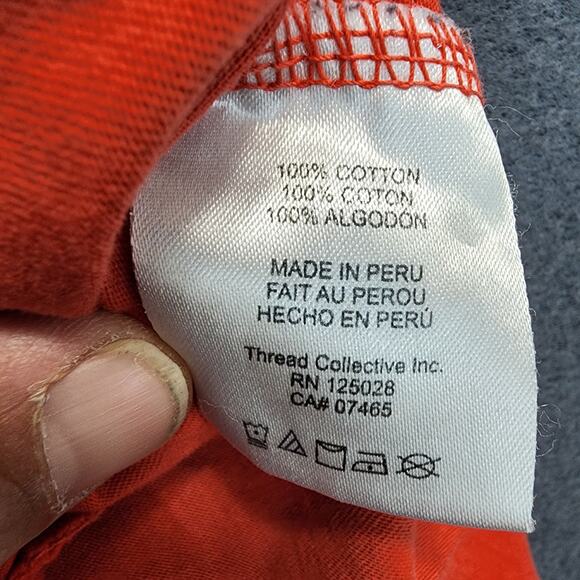 100% COTTON
100% COTON
100% ALGODÓN
MADE IN PERU
FAIT AU PEROU
HECHO EN PERÚ
Thread Collective Inc.
RN 125028
CA# 07465